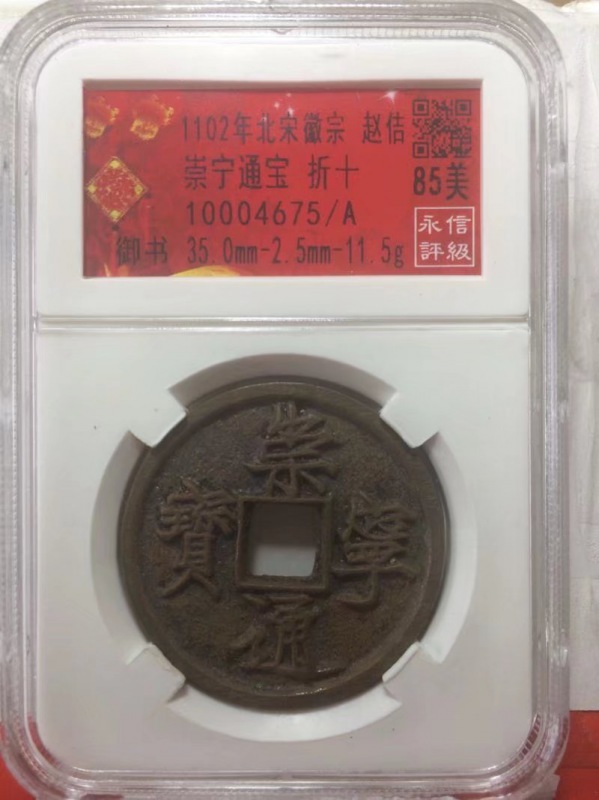 1102年北宋徽宗 赵佶
崇宁通宝 折十
85美
10004675/A
御书 35.0mm-2.5mm-11.5g
永信
評級
崇
寧
通
寶